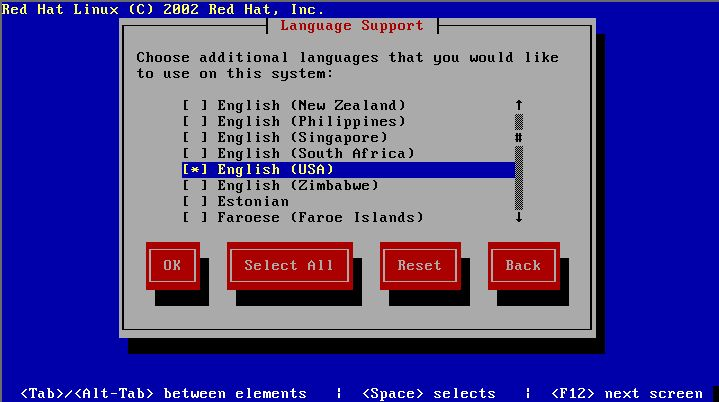 Red Hat Linux (C) 2002 Red Hat, Inc.
Language Support
Choose additional languages that you would like
to use on this system:
[ ] English (New Zealand) ↑
[ ] English (Philippines)
[ ] English (Singapore) #
[ ] English (South Africa)
[*] English (USA)
[ ] English (Zimbabwe)
[ ] Estonian
[ ] Faroese (Faroe Islands) ↓
OK Select All Reset Back
<Tab>/<Alt-Tab> between elements | <Space> selects | <F12> next screen